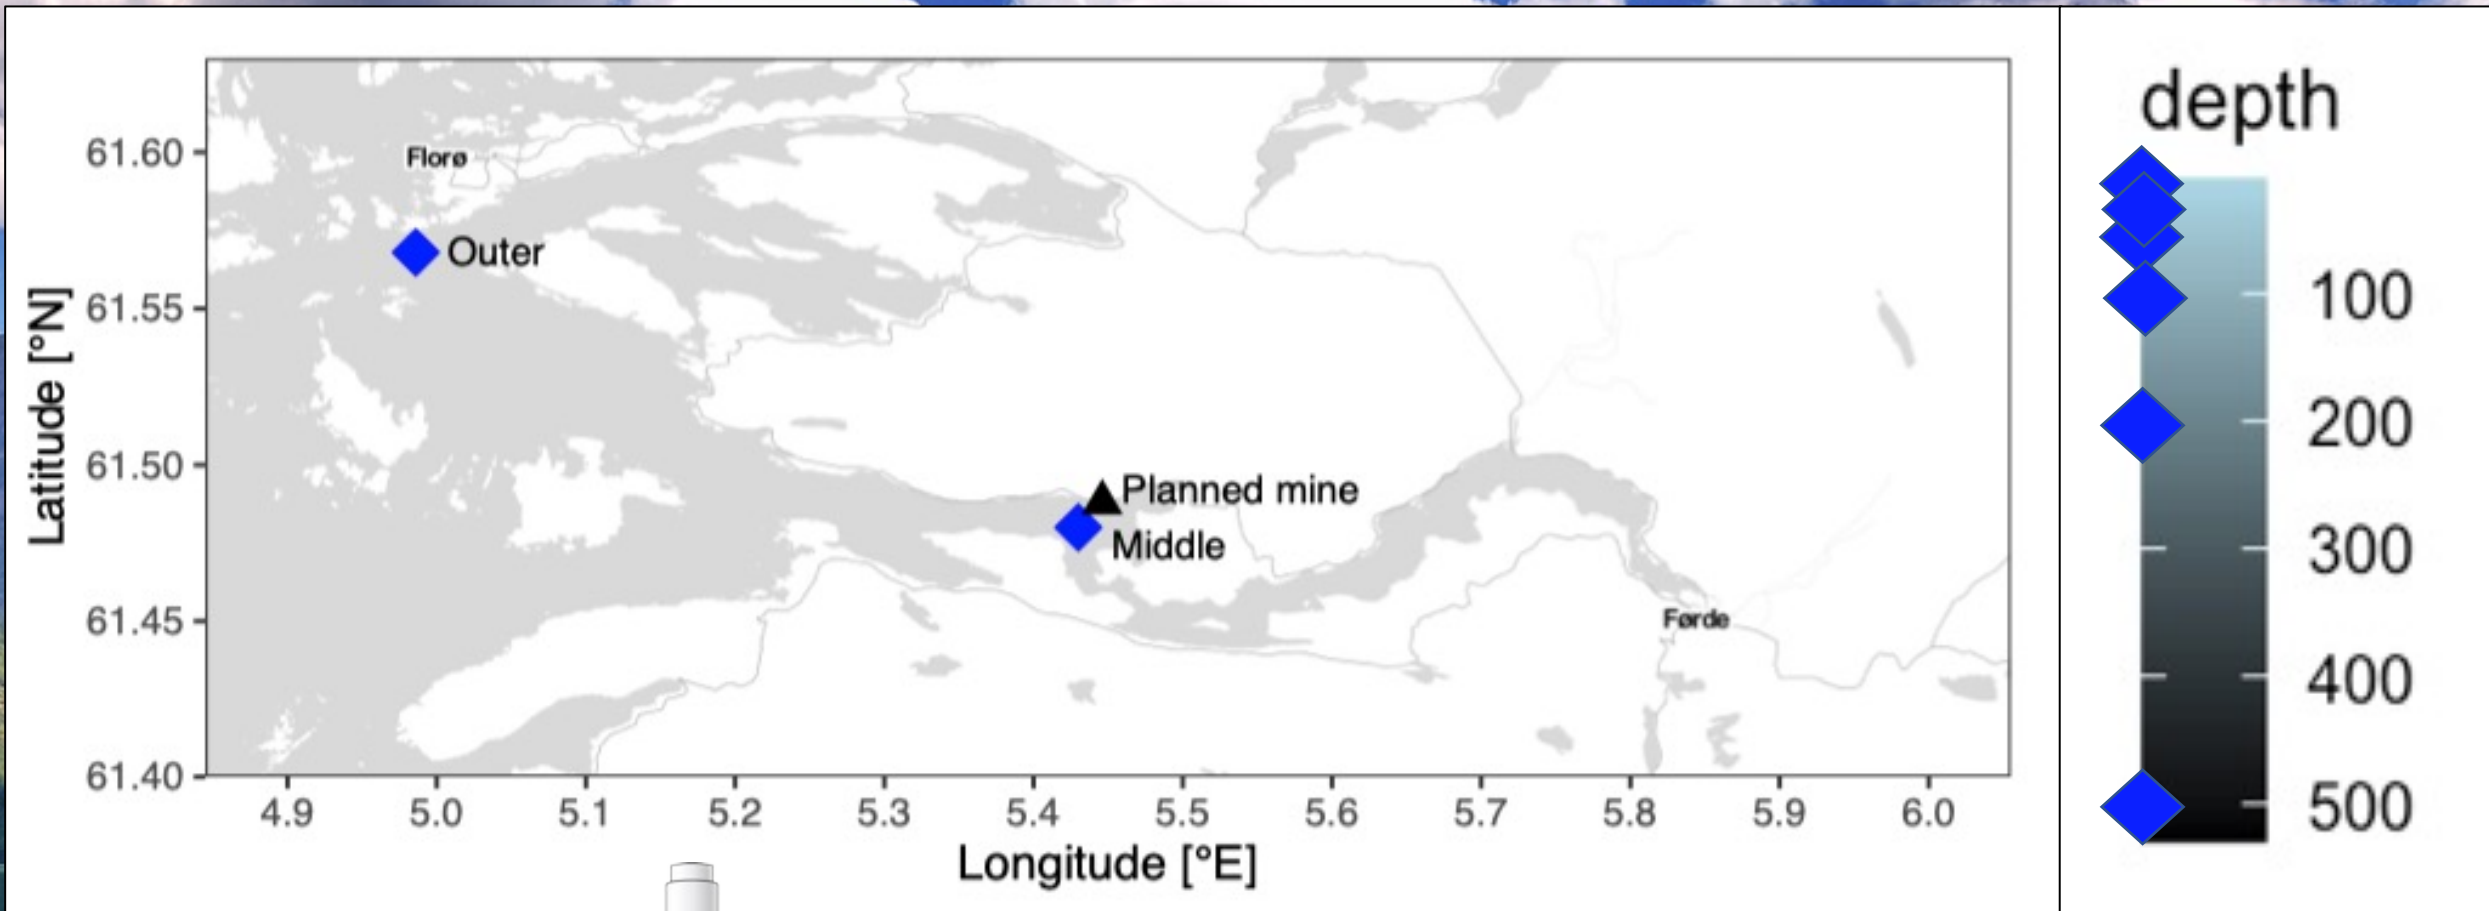 61.60
Florø
Outer
61.55
Latitude [°N]
61.50
Planned mine
Middle
61.45
Førde
61.40
4.9 5.0 5.1 5.2 5.3 5.4 5.5 5.6 5.7 5.8 5.9 6.0
Longitude [°E]
depth
100
200
300
400
500